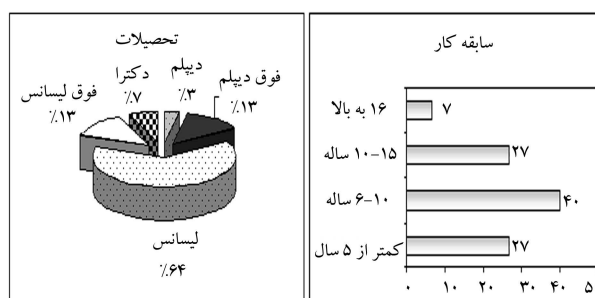 تحصیلات
دیپلم
٪۳
فوق دیپلم
٪۱۳
دکترا
٪۷
فوق لیسانس
٪۱۳
لیسانس
٪۶۴
سابقه کار
۱۶ به بالا
۷
۱۰-۱۵ ساله
۲۷
۶-۱۰ ساله
۴۰
کمتر از ۵ سال
۲۷
۰ ۱۰ ۲۰ ۳۰ ۴۰ ۵